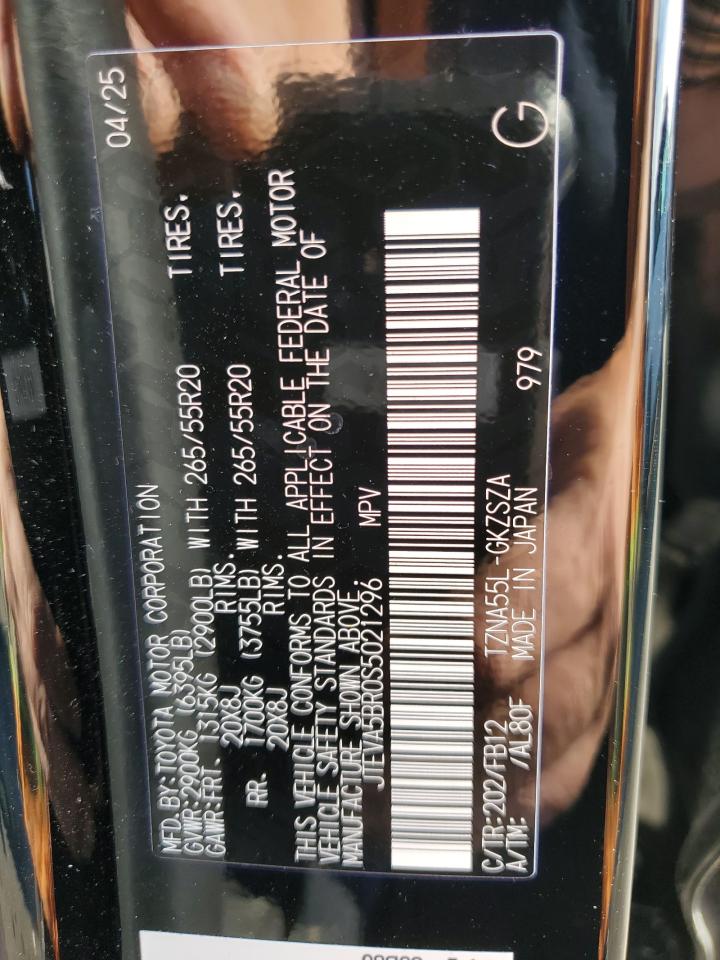 MFD.BY:TOYOTA MOTOR CORPORATION 04/25
GVWR:2900KG (6395LB)
GAWR:FRT. 1315KG (2900LB) WITH 265/55R20 TIRES.
20X8J RIMS.
RR. 1700KG (3755LB) WITH 265/55R20 TIRES.
20X8J RIMS.
THIS VEHICLE CONFORMS TO ALL APPLICABLE FEDERAL MOTOR
VEHICLE SAFETY STANDARDS IN EFFECT ON THE DATE OF
MANUFACTURE SHOWN ABOVE.
JTEVA5BR0S5021296 MPV
C/TR:202/FB12 TZNA55L-GKZSZA G
A/TM: /AL80F MADE IN JAPAN 979